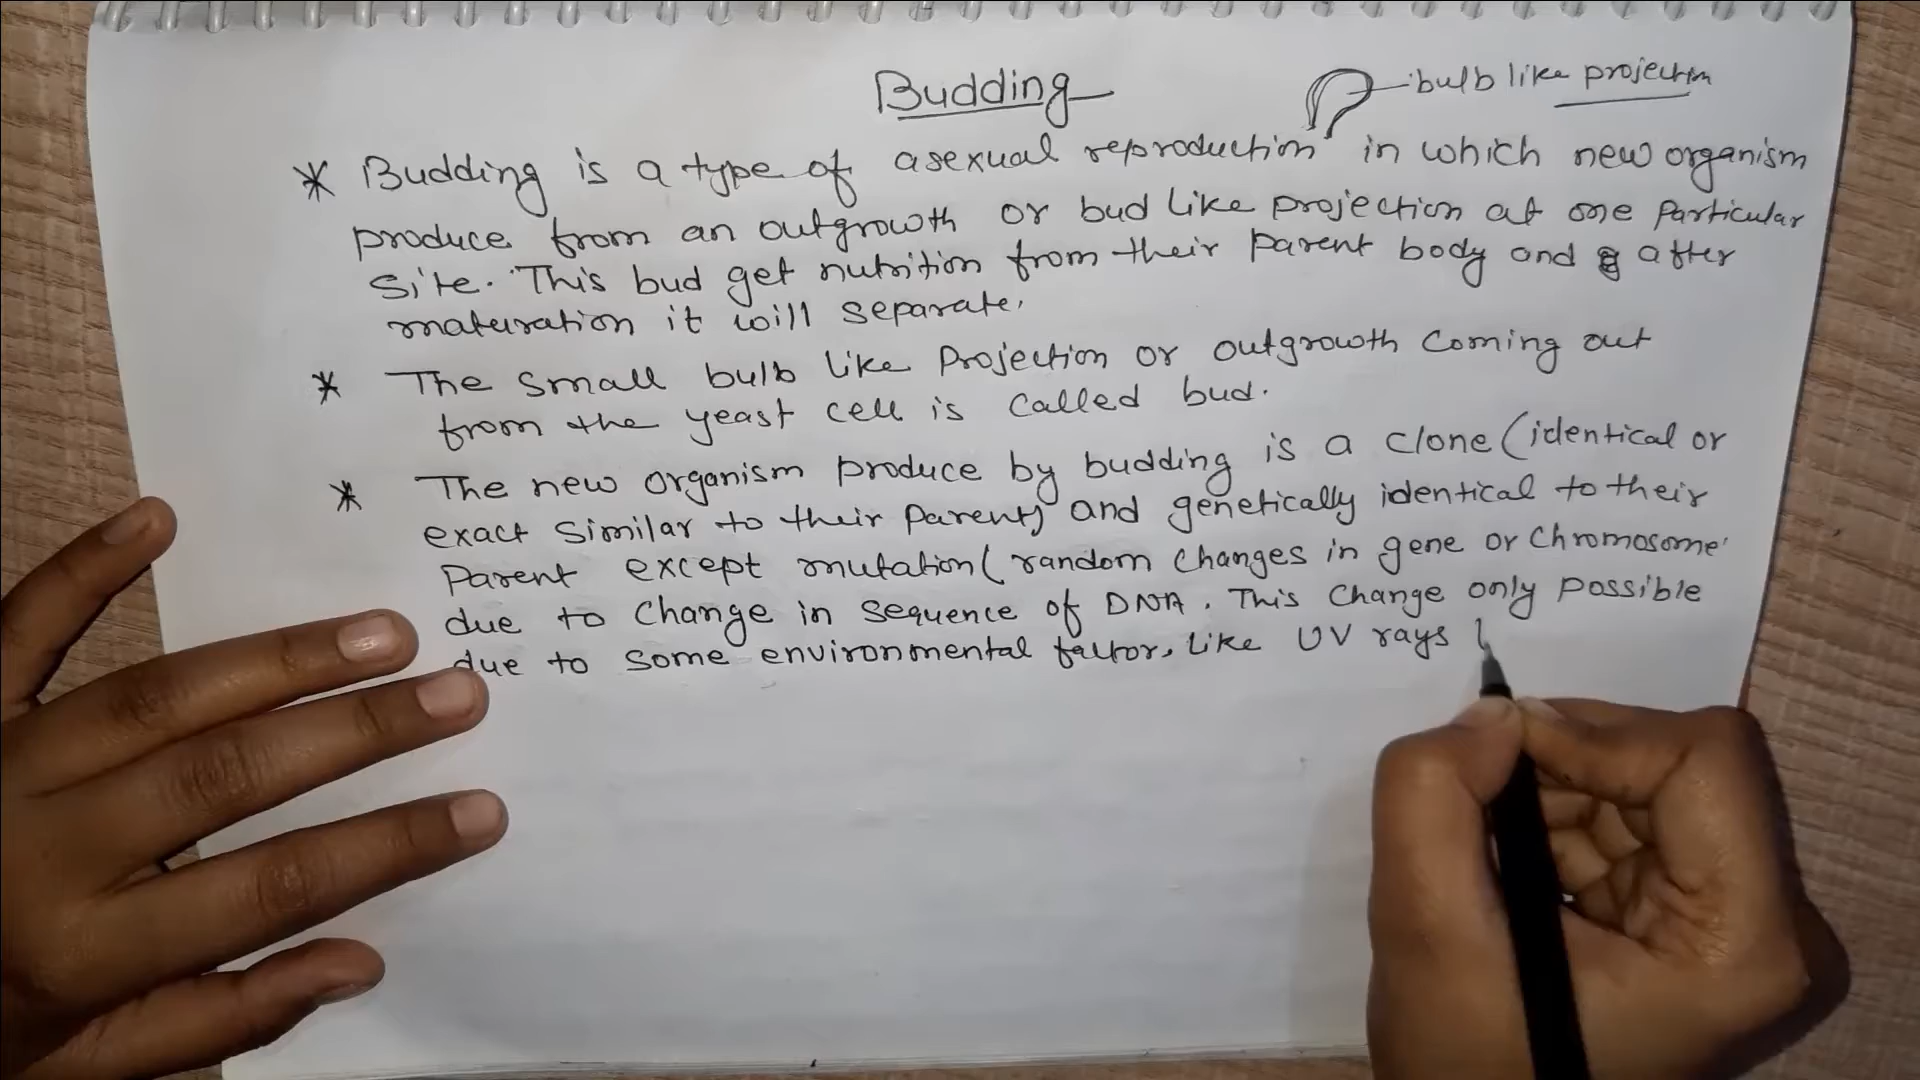 Budding
bulb like projection
* Budding is a type of asexual reproduction in which new organism
produce from an outgrowth or bud like projection at one particular
site. This bud get nutrition from their parent body and after
maturation it will separate.
* The small bulb like projection or outgrowth coming out
from the yeast cell is called bud.
* The new organism produce by budding is a clone (identical or
exact similar to their parent) and genetically identical to their
parent except mutation ( random changes in gene or chromosome
due to change in sequence of DNA. This change only possible
due to some environmental factor, like UV rays